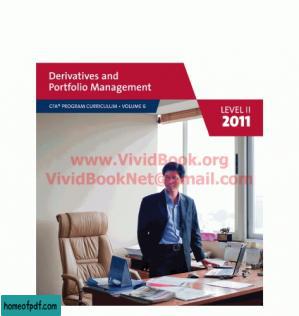 Derivatives and
Portfolio Management
CFA® PROGRAM CURRICULUM • VOLUME 6
LEVEL II
2011
www.VividBook.org
VividBookNet@gmail.com
homeofpdf.com